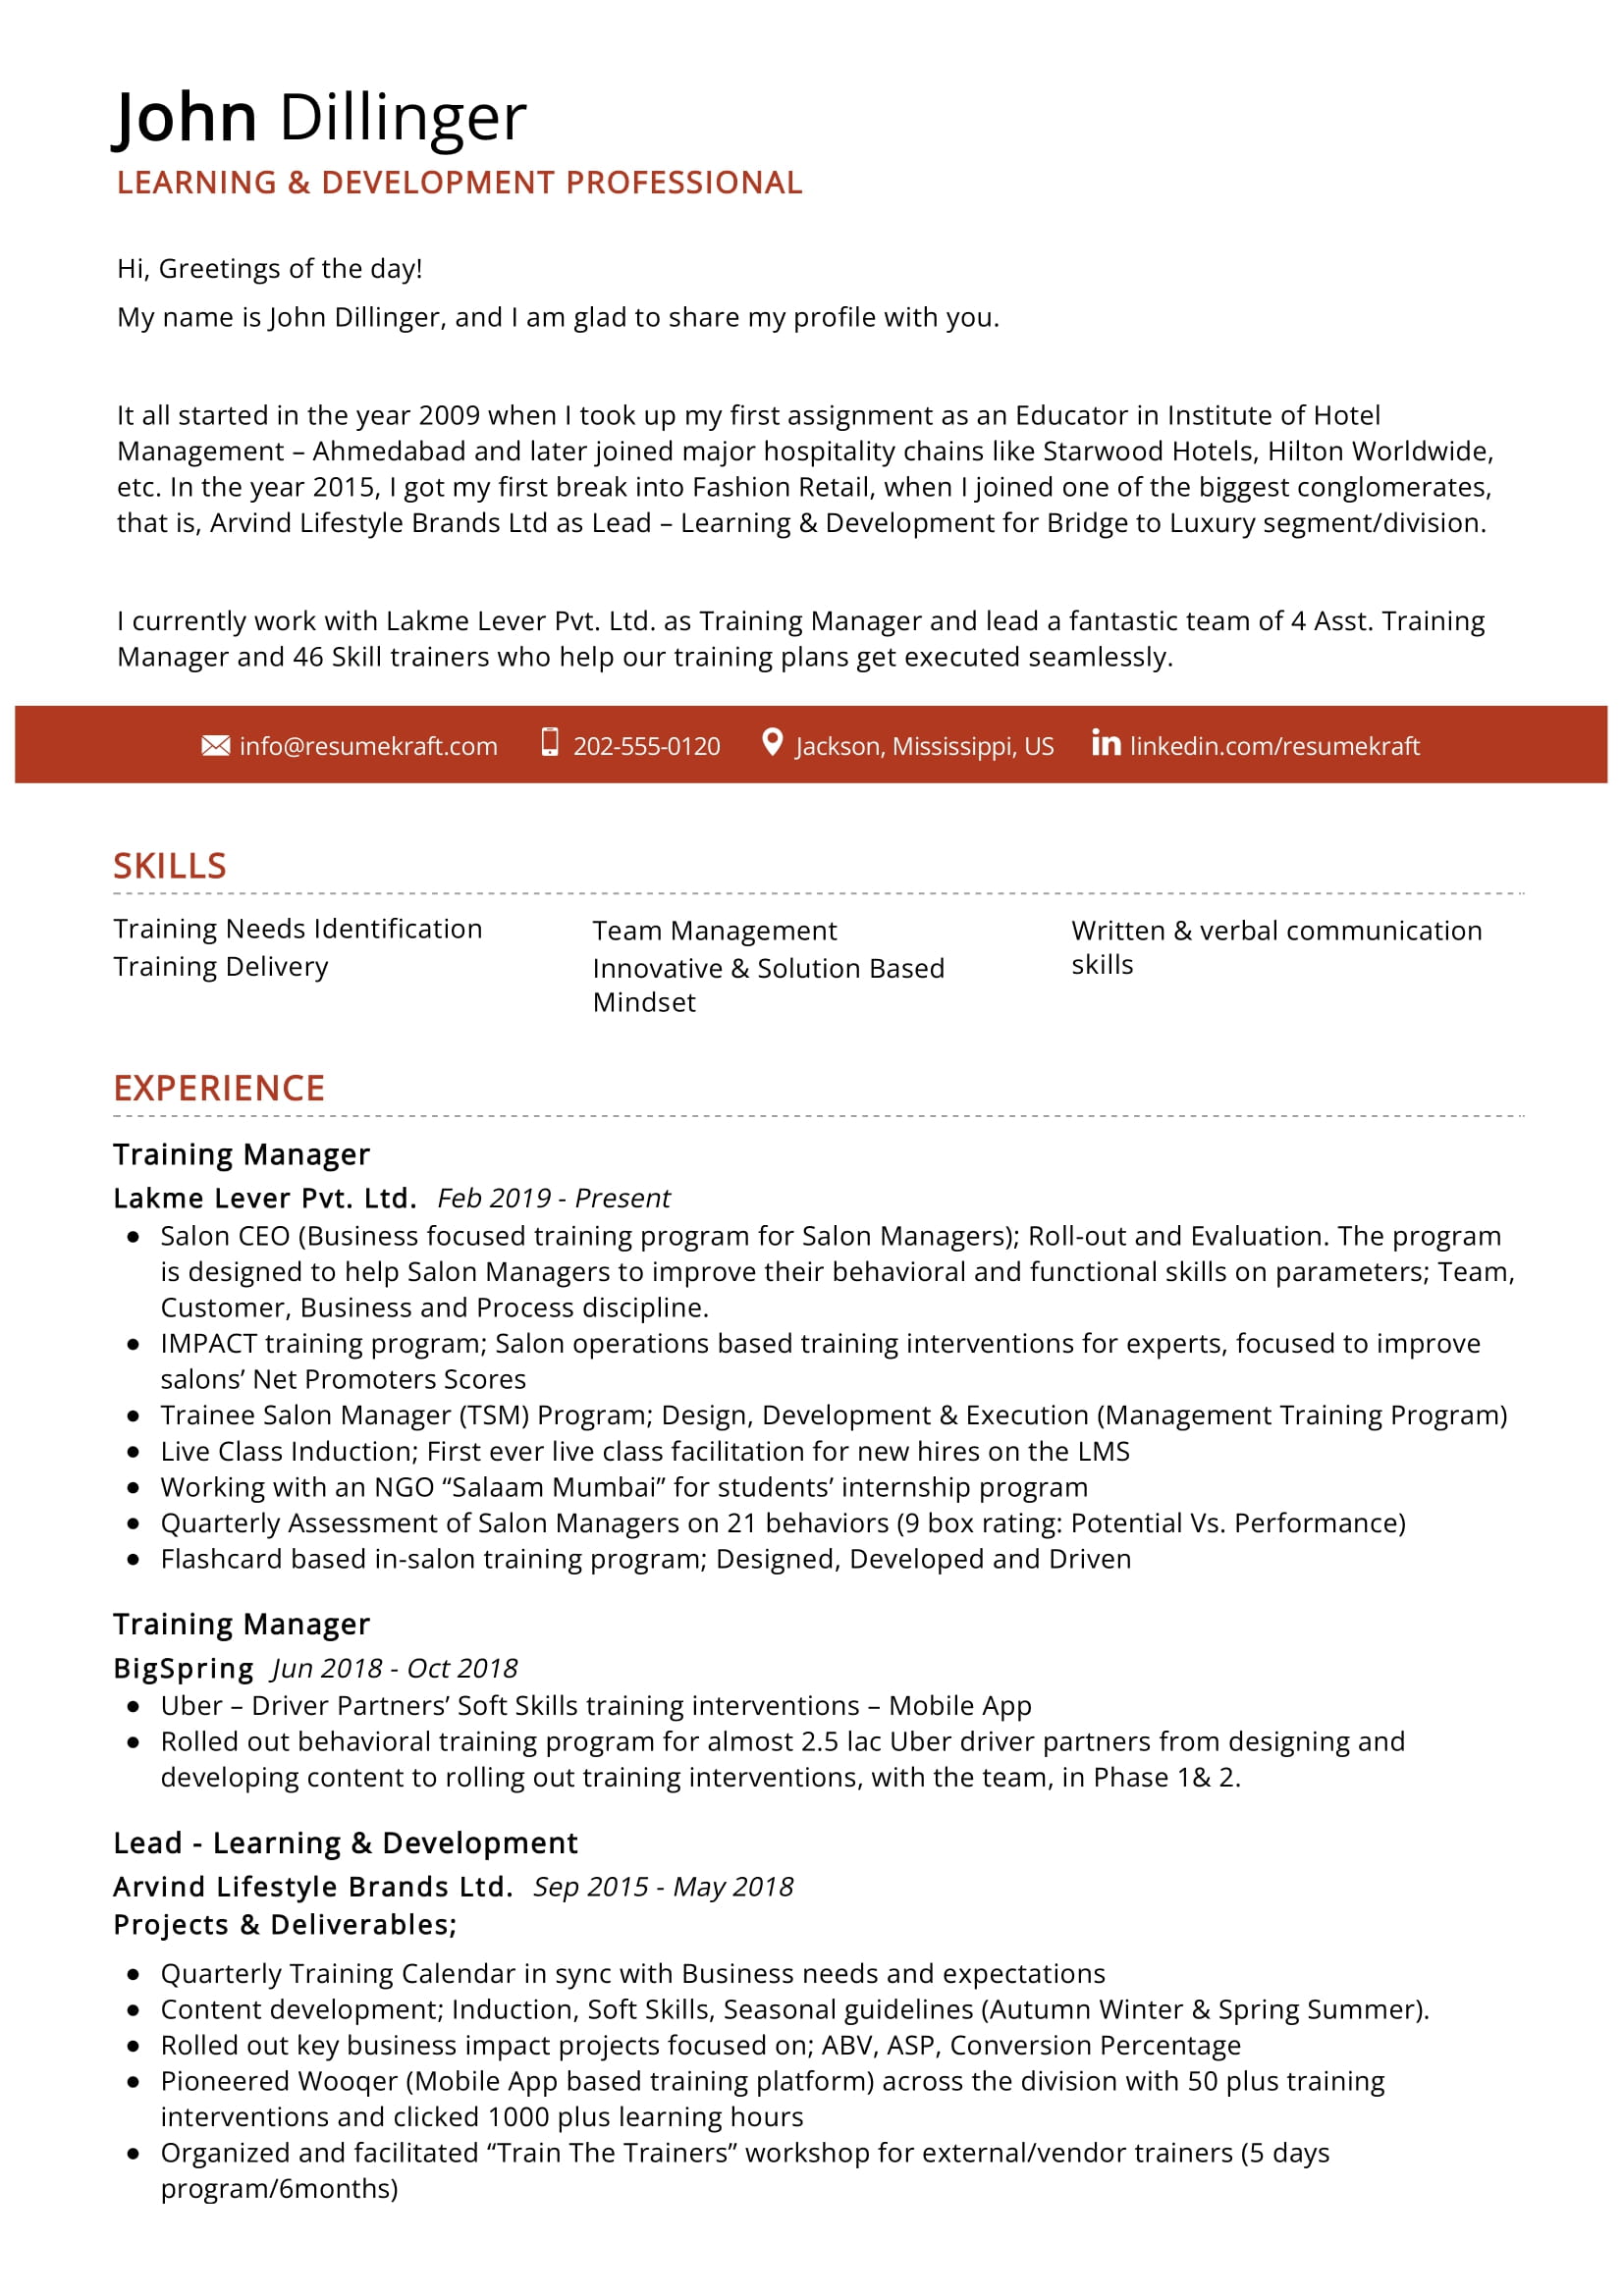 John Dillinger
LEARNING & DEVELOPMENT PROFESSIONAL
Hi, Greetings of the day!
My name is John Dillinger, and I am glad to share my profile with you.
It all started in the year 2009 when I took up my first assignment as an Educator in Institute of Hotel
Management – Ahmedabad and later joined major hospitality chains like Starwood Hotels, Hilton Worldwide,
etc. In the year 2015, I got my first break into Fashion Retail, when I joined one of the biggest conglomerates,
that is, Arvind Lifestyle Brands Ltd as Lead – Learning & Development for Bridge to Luxury segment/division.
I currently work with Lakme Lever Pvt. Ltd. as Training Manager and lead a fantastic team of 4 Asst. Training
Manager and 46 Skill trainers who help our training plans get executed seamlessly.
info@resumekraft.com 202-555-0120 Jackson, Mississippi, US in linkedin.com/resumekraft
SKILLS
Training Needs Identification
Training Delivery
Team Management
Innovative & Solution Based
Mindset
Written & verbal communication
skills
EXPERIENCE
Training Manager
Lakme Lever Pvt. Ltd. Feb 2019 - Present
• Salon CEO (Business focused training program for Salon Managers); Roll-out and Evaluation. The program
is designed to help Salon Managers to improve their behavioral and functional skills on parameters; Team,
Customer, Business and Process discipline.
• IMPACT training program; Salon operations based training interventions for experts, focused to improve
salons’ Net Promoters Scores
• Trainee Salon Manager (TSM) Program; Design, Development & Execution (Management Training Program)
• Live Class Induction; First ever live class facilitation for new hires on the LMS
• Working with an NGO “Salaam Mumbai” for students’ internship program
• Quarterly Assessment of Salon Managers on 21 behaviors (9 box rating: Potential Vs. Performance)
• Flashcard based in-salon training program; Designed, Developed and Driven
Training Manager
BigSpring Jun 2018 - Oct 2018
• Uber – Driver Partners’ Soft Skills training interventions – Mobile App
• Rolled out behavioral training program for almost 2.5 lac Uber driver partners from designing and
developing content to rolling out training interventions, with the team, in Phase 1& 2.
Lead - Learning & Development
Arvind Lifestyle Brands Ltd. Sep 2015 - May 2018
Projects & Deliverables;
• Quarterly Training Calendar in sync with Business needs and expectations
• Content development; Induction, Soft Skills, Seasonal guidelines (Autumn Winter & Spring Summer).
• Rolled out key business impact projects focused on; ABV, ASP, Conversion Percentage
• Pioneered Wooqer (Mobile App based training platform) across the division with 50 plus training
interventions and clicked 1000 plus learning hours
• Organized and facilitated “Train The Trainers” workshop for external/vendor trainers (5 days
program/6months)